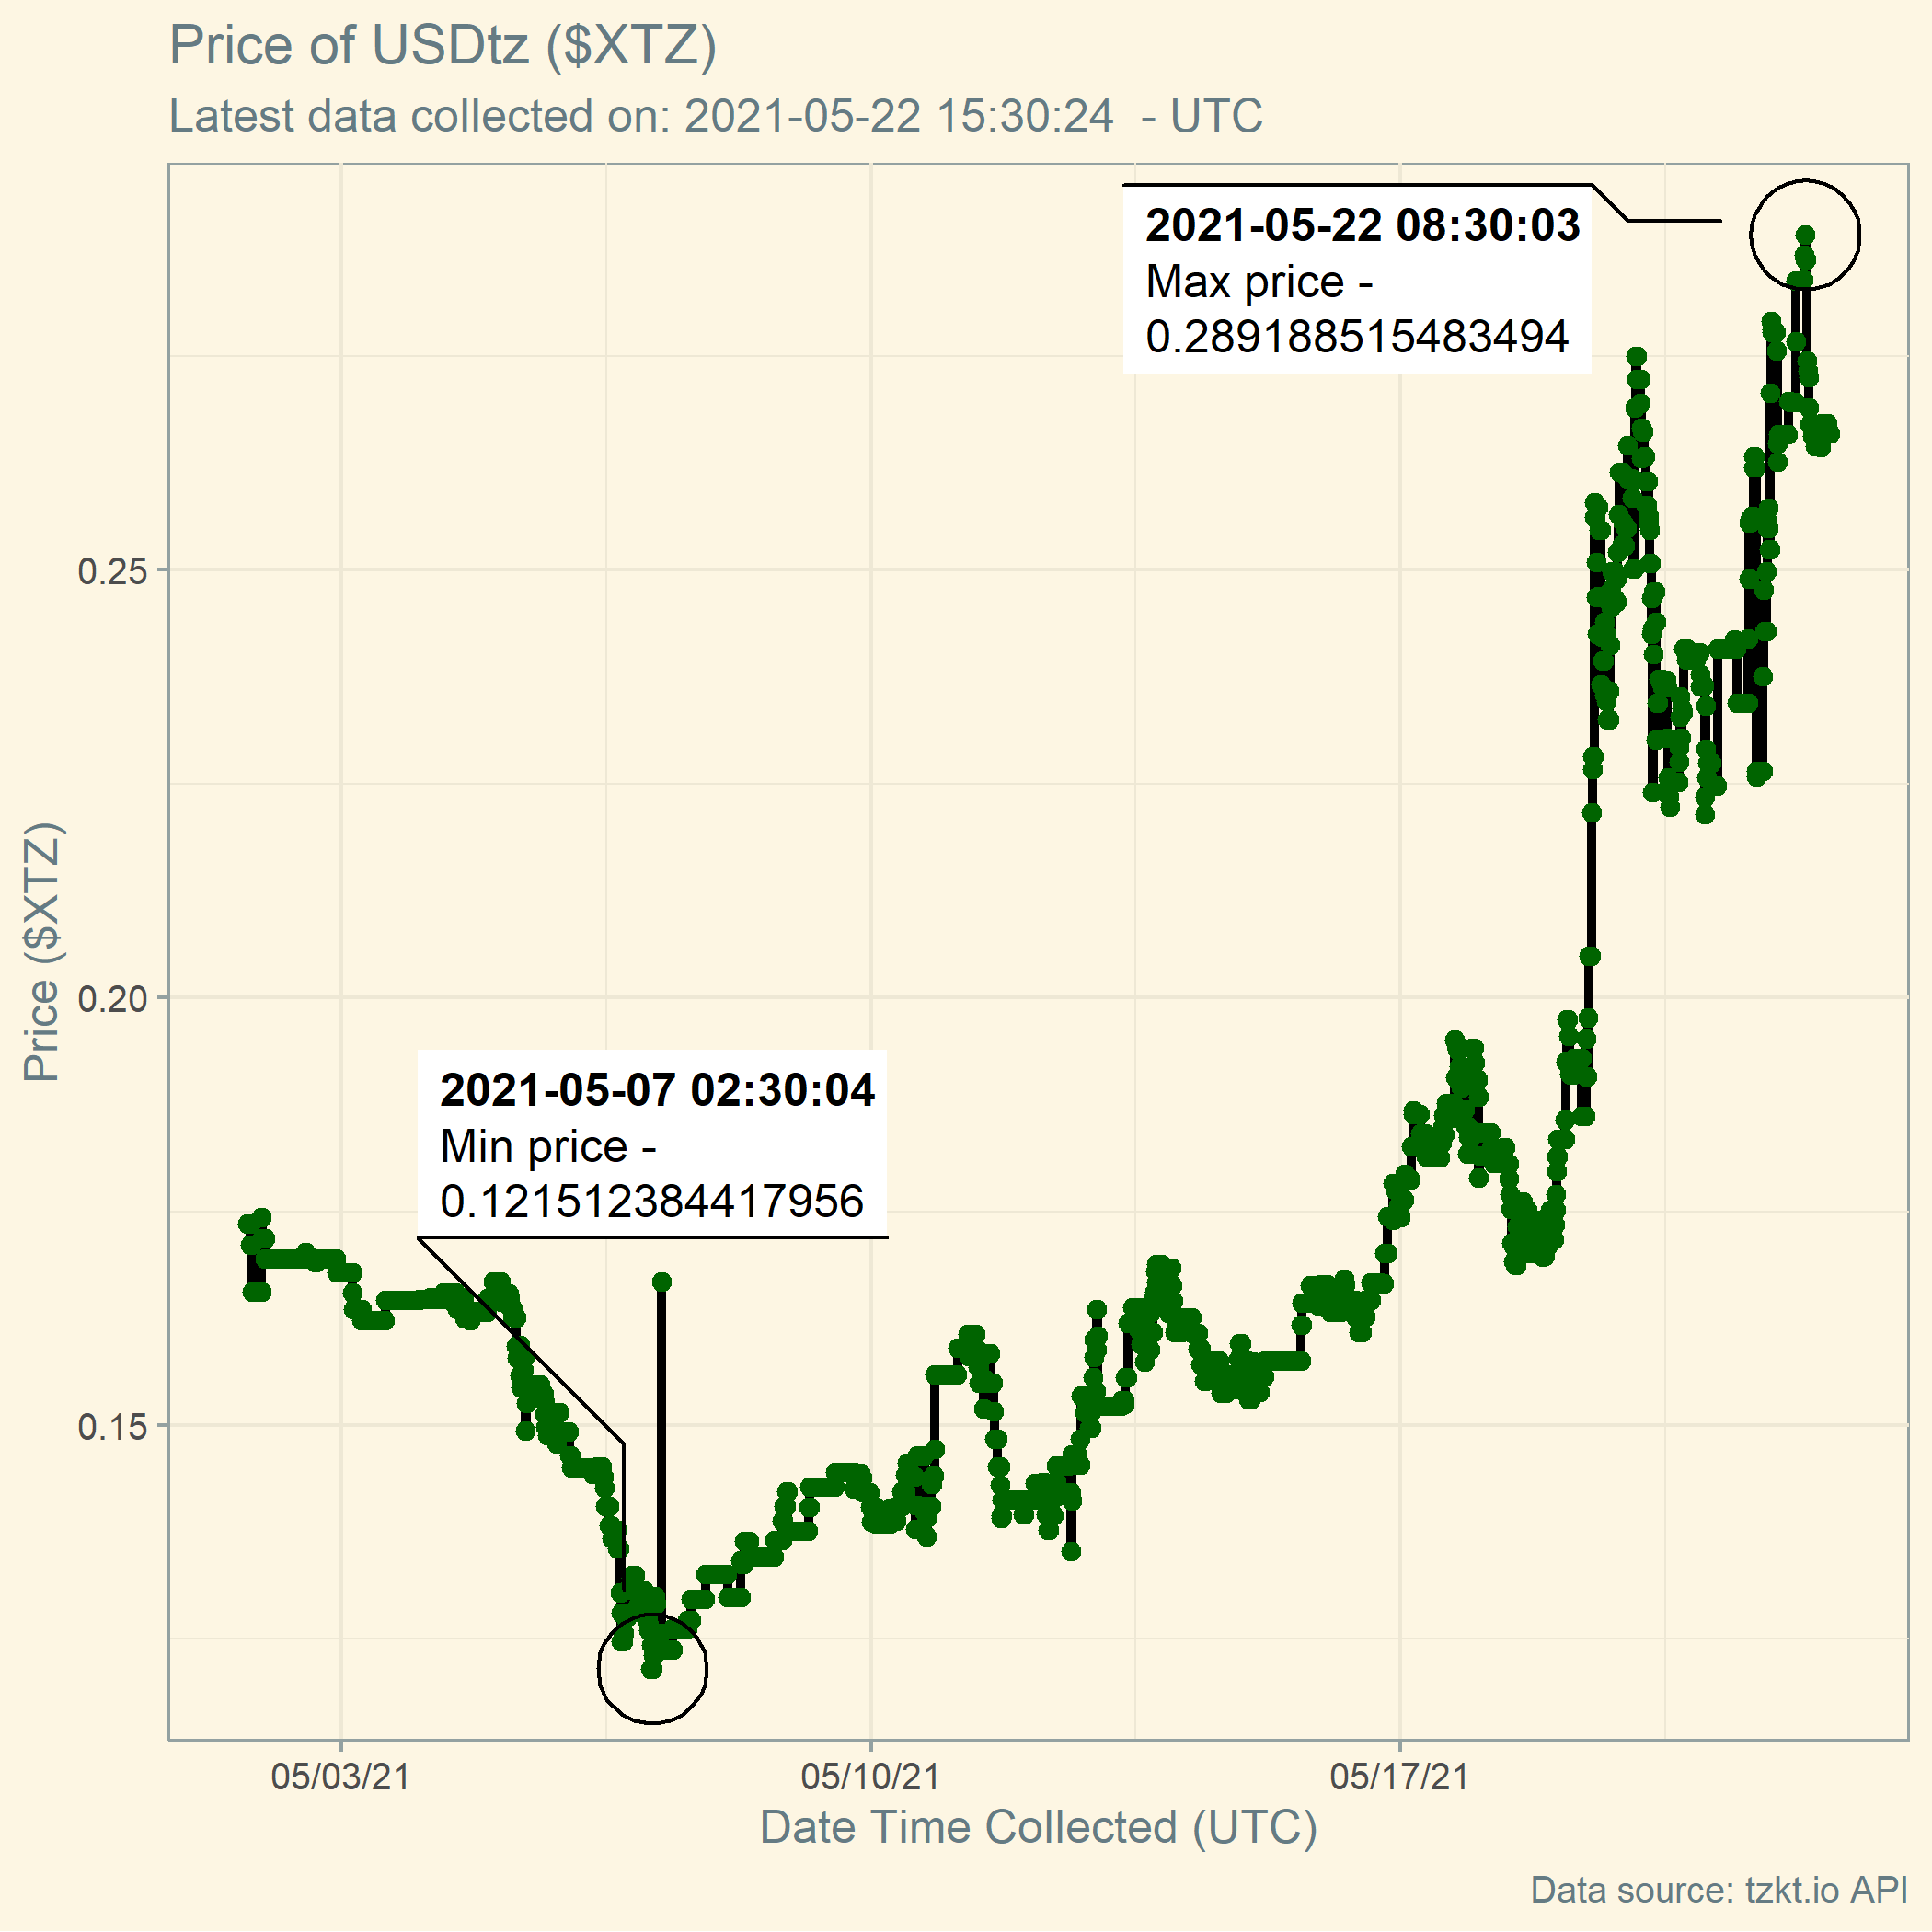 Price of USDtz ($XTZ)
Latest data collected on: 2021-05-22 15:30:24  - UTC
2021-05-22 08:30:03
Max price -
0.289188515483494
0.25
0.20
0.15
Price ($XTZ)
2021-05-07 02:30:04
Min price -
0.121512384417956
05/03/21
05/10/21
05/17/21
Date Time Collected (UTC)
Data source: tzkt.io API